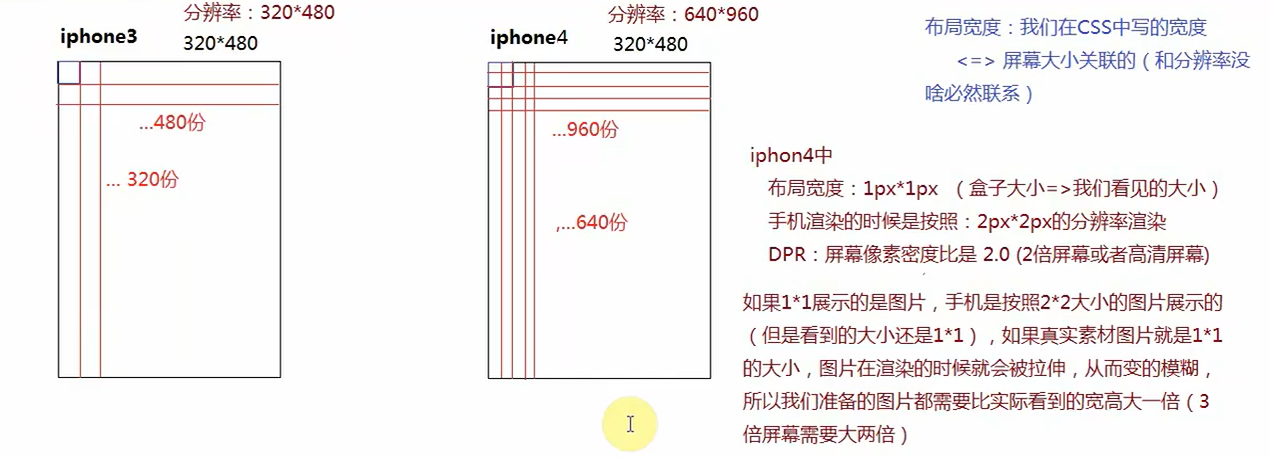 分辨率：320*480
iphone3
320*480
...480份
... 320份
分辨率：640*960
iphone4
320*480
...960份
,...640份
布局宽度：我们在CSS中写的宽度
<=> 屏幕大小关联的（和分辨率没
啥必然联系）
iphon4中
布局宽度：1px*1px （盒子大小=>我们看见的大小）
手机渲染的时候是按照：2px*2px的分辨率渲染
DPR：屏幕像素密度比是 2.0 (2倍屏幕或者高清屏幕)
如果1*1展示的是图片，手机是按照2*2大小的图片展示的
（但是看到的大小还是1*1），如果真实素材图片就是1*1
的大小，图片在渲染的时候就会被拉伸，从而变的模糊，
所以我们准备的图片都需要比实际看到的宽高大一倍（3
倍屏幕需要大两倍）